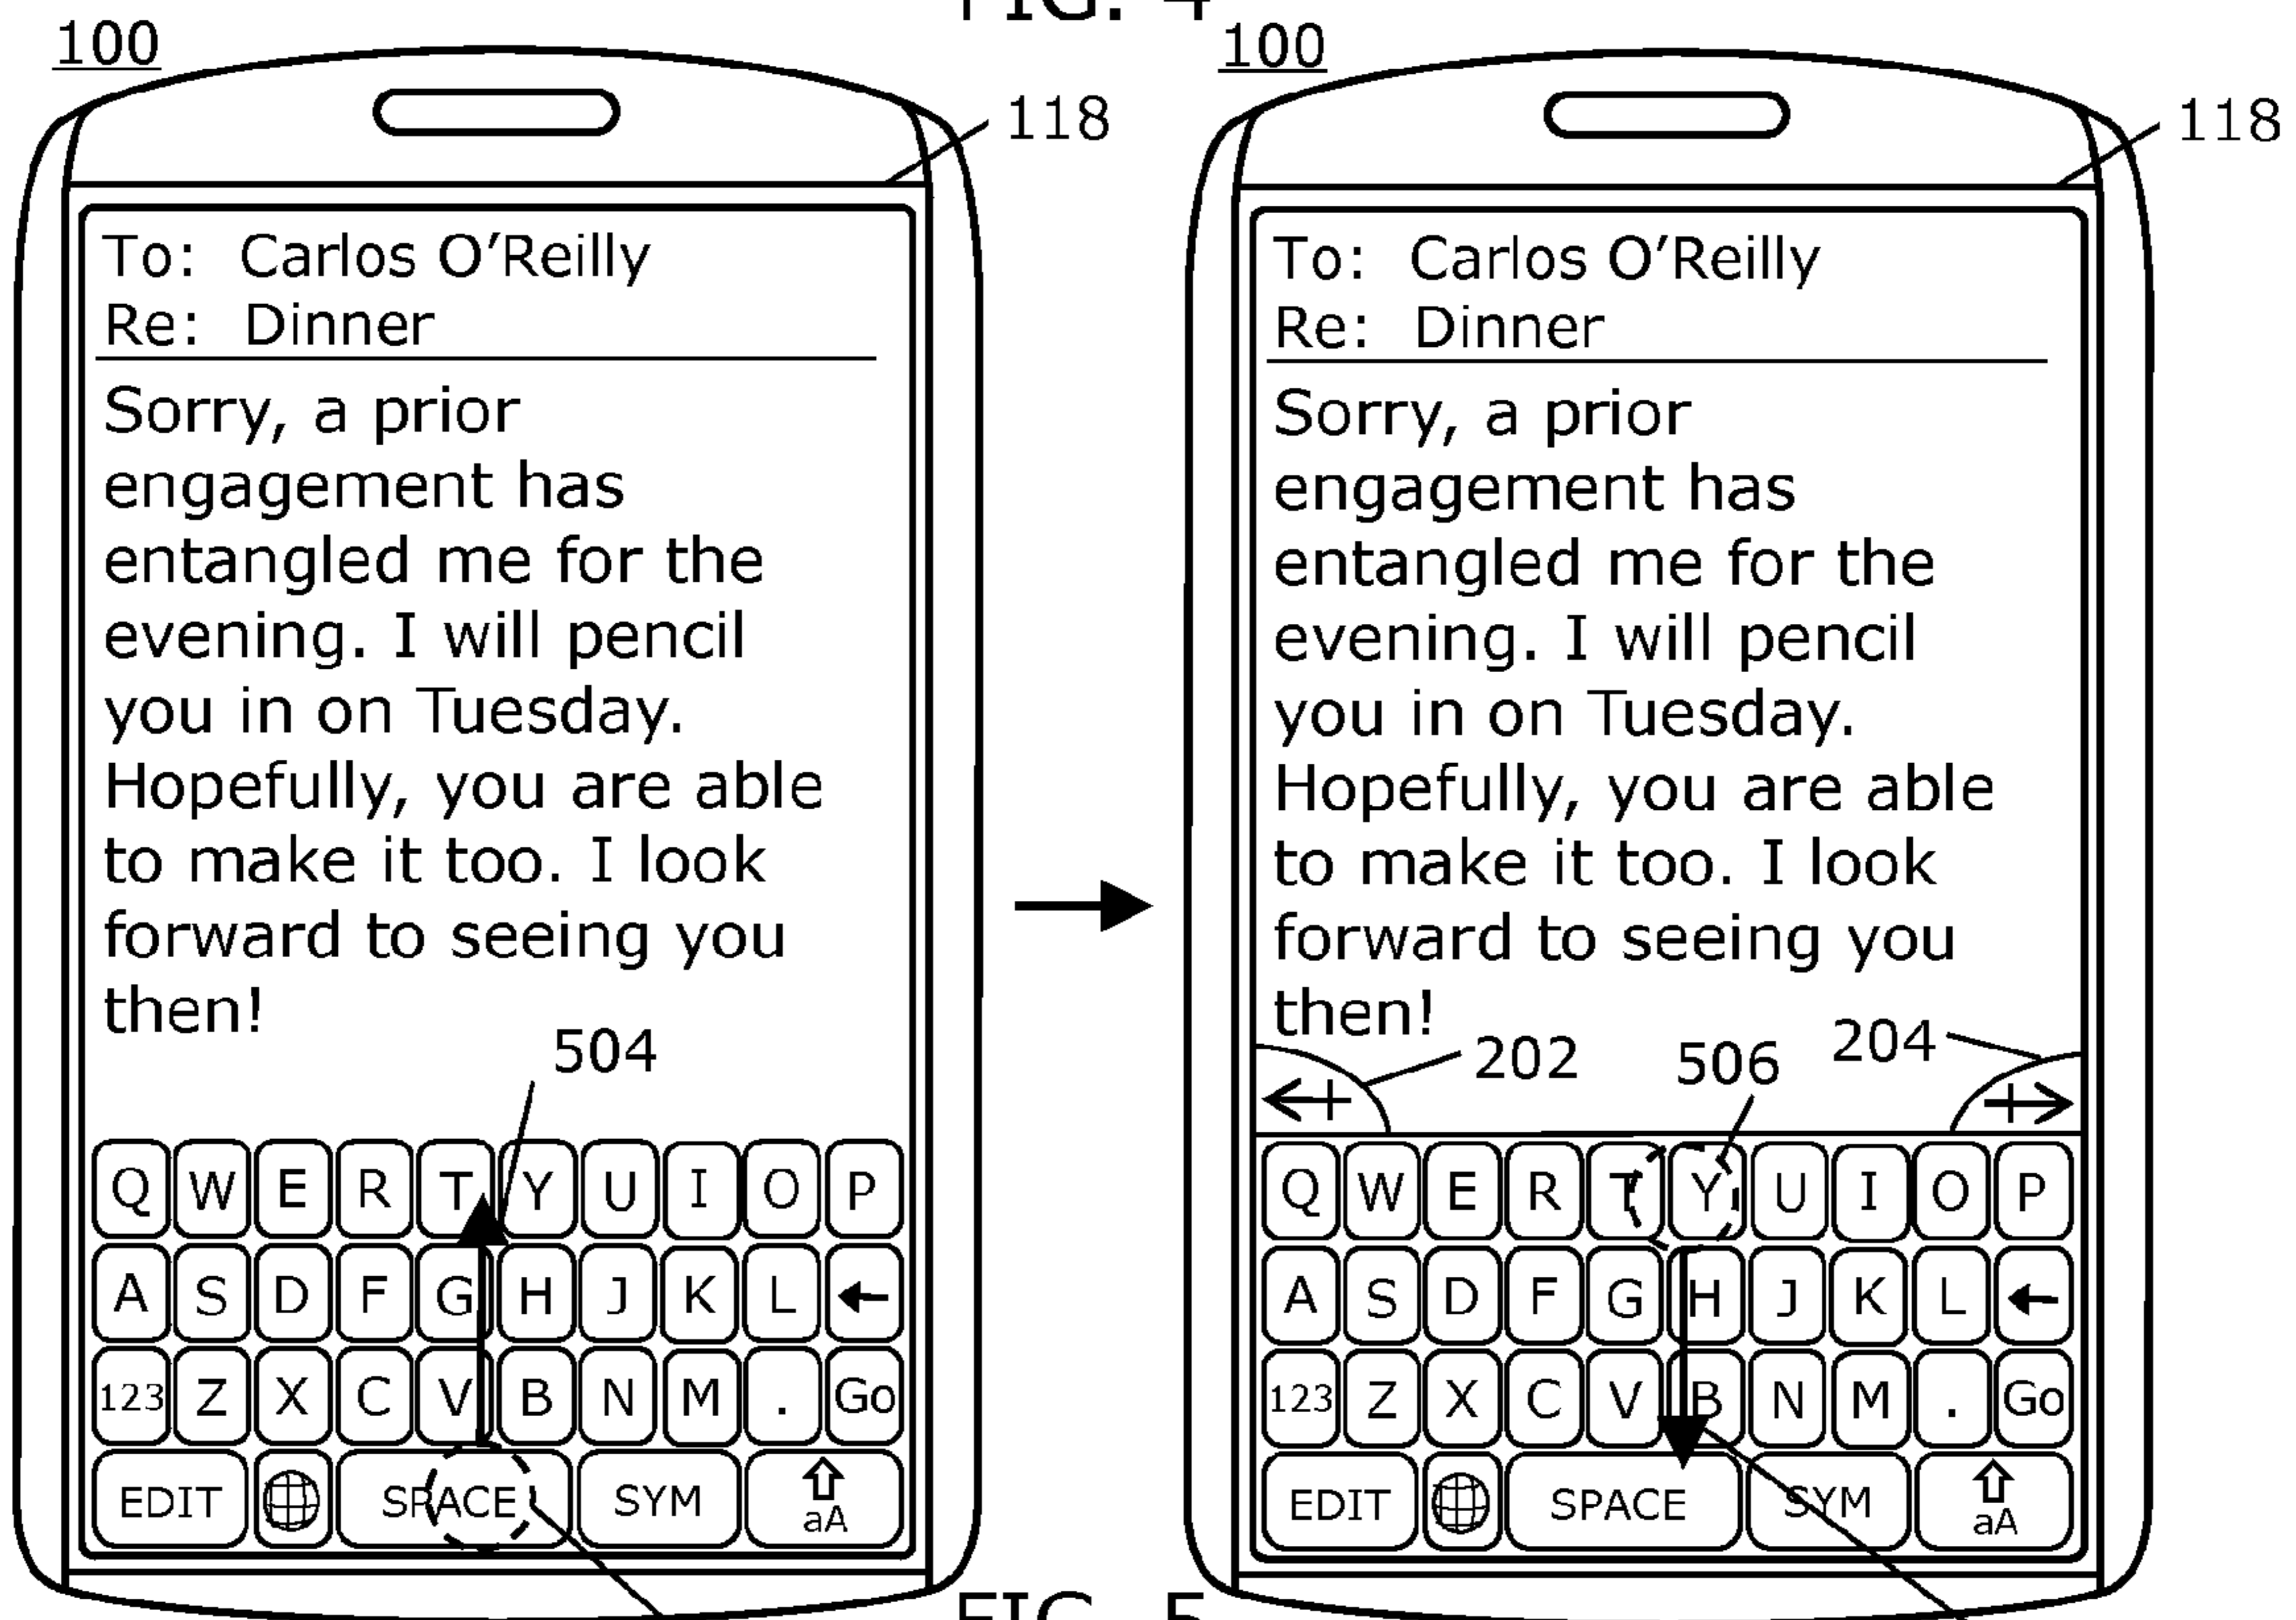 FIG. 4
100
118
To: Carlos O'Reilly
Re: Dinner
Sorry, a prior
engagement has
entangled me for the
evening. I will pencil
you in on Tuesday.
Hopefully, you are able
to make it too. I look
forward to seeing you
then!
504
Q W E R T Y U I O P
A S D F G H J K L
123 Z X C V B N M . Go
EDIT SPACE SYM aA
100
118
To: Carlos O'Reilly
Re: Dinner
Sorry, a prior
engagement has
entangled me for the
evening. I will pencil
you in on Tuesday.
Hopefully, you are able
to make it too. I look
forward to seeing you
then!
202 506 204
Q W E R T Y U I O P
A S D F G H J K L
123 Z X C V B N M . Go
EDIT SPACE SYM aA
FIG. 5